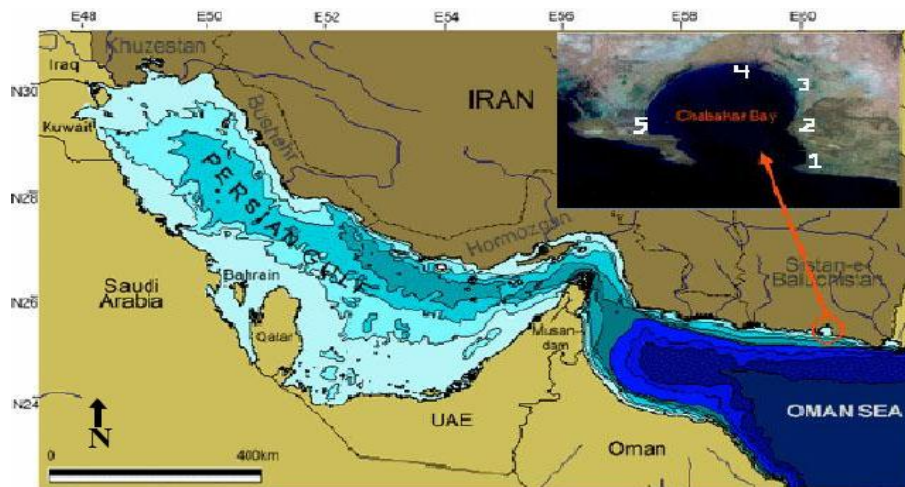 E48 E50 E52 E54 E56 E58 E60
Khuzestan
Iraq
N30
Kuwait
Bushehr
IRAN
4
3
Chabahar Bay
5
2
1
N28
PERSIAN GULF
Hormozgan
Sistan-e-
Baluchistan
Saudi
Arabia
Bahrain
N26
Qatar
Musan-
dam
N24
UAE
OMAN SEA
N
Oman
0 400km